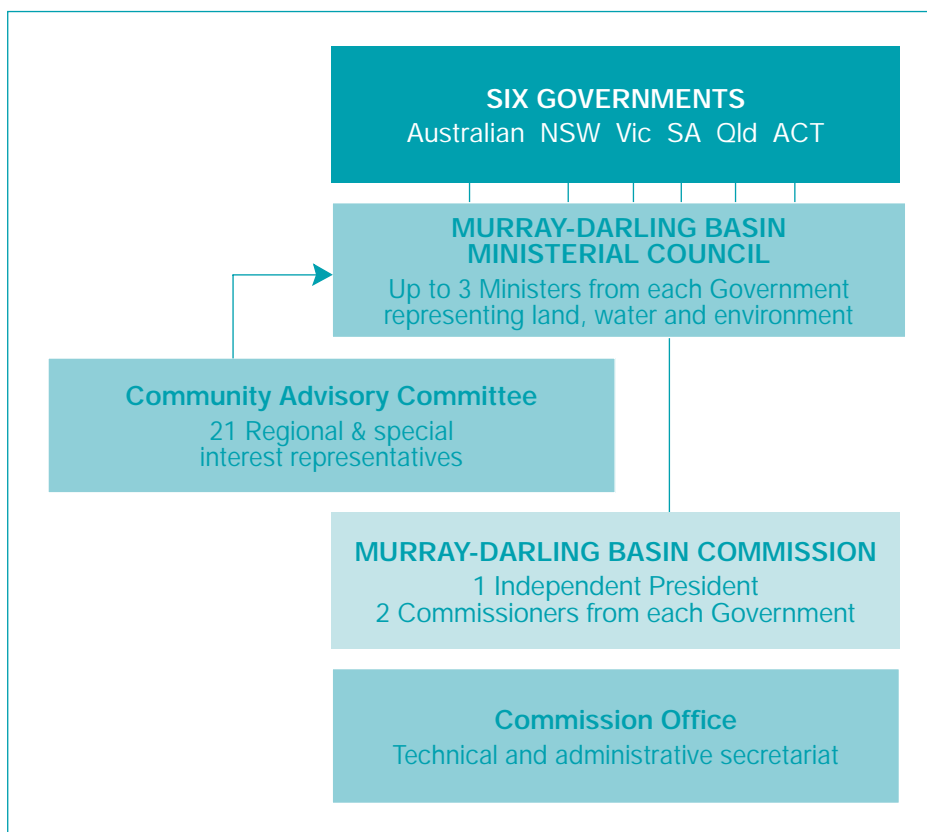 SIX GOVERNMENTS
Australian NSW Vic SA Qld ACT
MURRAY-DARLING BASIN
MINISTERIAL COUNCIL
Up to 3 Ministers from each Government
representing land, water and environment
Community Advisory Committee
21 Regional & special
interest representatives
MURRAY-DARLING BASIN COMMISSION
1 Independent President
2 Commissioners from each Government
Commission Office
Technical and administrative secretariat